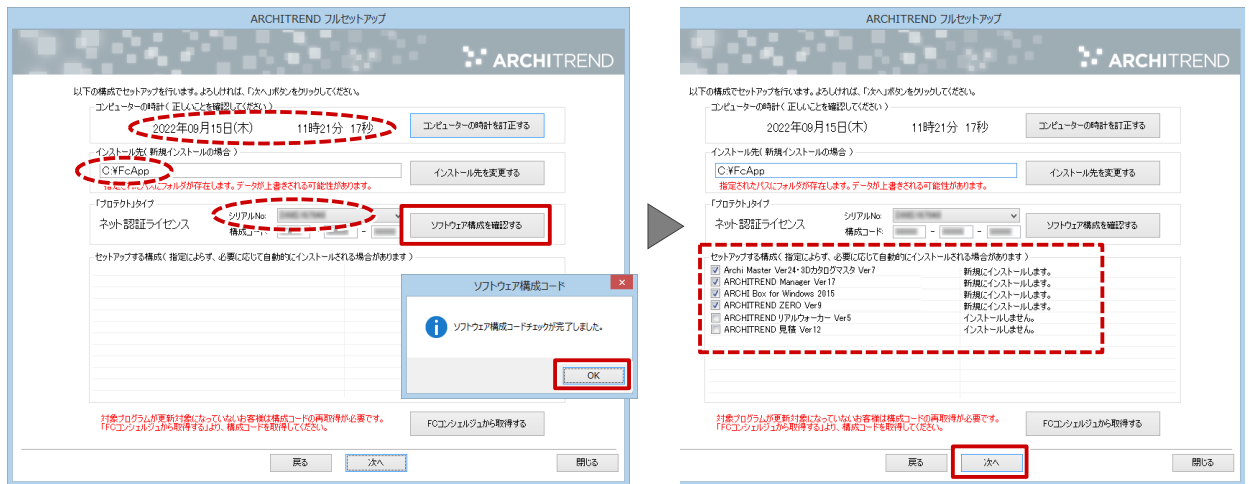 ARCHITREND フルセットアップ
ARCHITREND
以下の構成でセットアップを行います。よろしければ、「次へ」ボタンをクリックしてください。
コンピューターの時計( 正しいことを確認してください )
2022年09月15日(木) 11時21分 17秒
コンピューターの時計を訂正する
インストール先( 新規インストールの場合 )
C:¥FcApp
インストール先を変更する
指定されたパスにフォルダが存在します。データが上書きされる可能性があります。
「プロテクト」タイプ
ネット認証ライセンス
シリアルNo:
構成コード:
- -
ソフトウェア構成を確認する
セットアップする構成( 指定によらず、必要に応じて自動的にインストールされる場合があります )
ソフトウェア構成コード
×
ソフトウェア構成コードチェックが完了しました。
OK
対象プログラムが更新対象になっていないお客様は構成コードの再取得が必要です。
「FCコンシェルジュから取得する」より、構成コードを取得してください。
FCコンシェルジュから取得する
戻る
次へ
閉じる
ARCHITREND フルセットアップ
ARCHITREND
以下の構成でセットアップを行います。よろしければ、「次へ」ボタンをクリックしてください。
コンピューターの時計( 正しいことを確認してください )
2022年09月15日(木) 11時21分 17秒
コンピューターの時計を訂正する
インストール先( 新規インストールの場合 )
C:¥FcApp
インストール先を変更する
指定されたパスにフォルダが存在します。データが上書きされる可能性があります。
「プロテクト」タイプ
ネット認証ライセンス
シリアルNo:
構成コード:
- -
ソフトウェア構成を確認する
セットアップする構成( 指定によらず、必要に応じて自動的にインストールされる場合があります )
Archi Master Ver24・3Dカタログマスタ Ver7 新規にインストールします。
ARCHITREND Manager Ver17 新規にインストールします。
ARCHI Box for Windows 2015 新規にインストールします。
ARCHITREND ZERO Ver9 新規にインストールします。
ARCHITREND リアルウォーカー Ver5 インストールしません。
ARCHITREND 見積 Ver12 インストールしません。
対象プログラムが更新対象になっていないお客様は構成コードの再取得が必要です。
「FCコンシェルジュから取得する」より、構成コードを取得してください。
FCコンシェルジュから取得する
戻る
次へ
閉じる